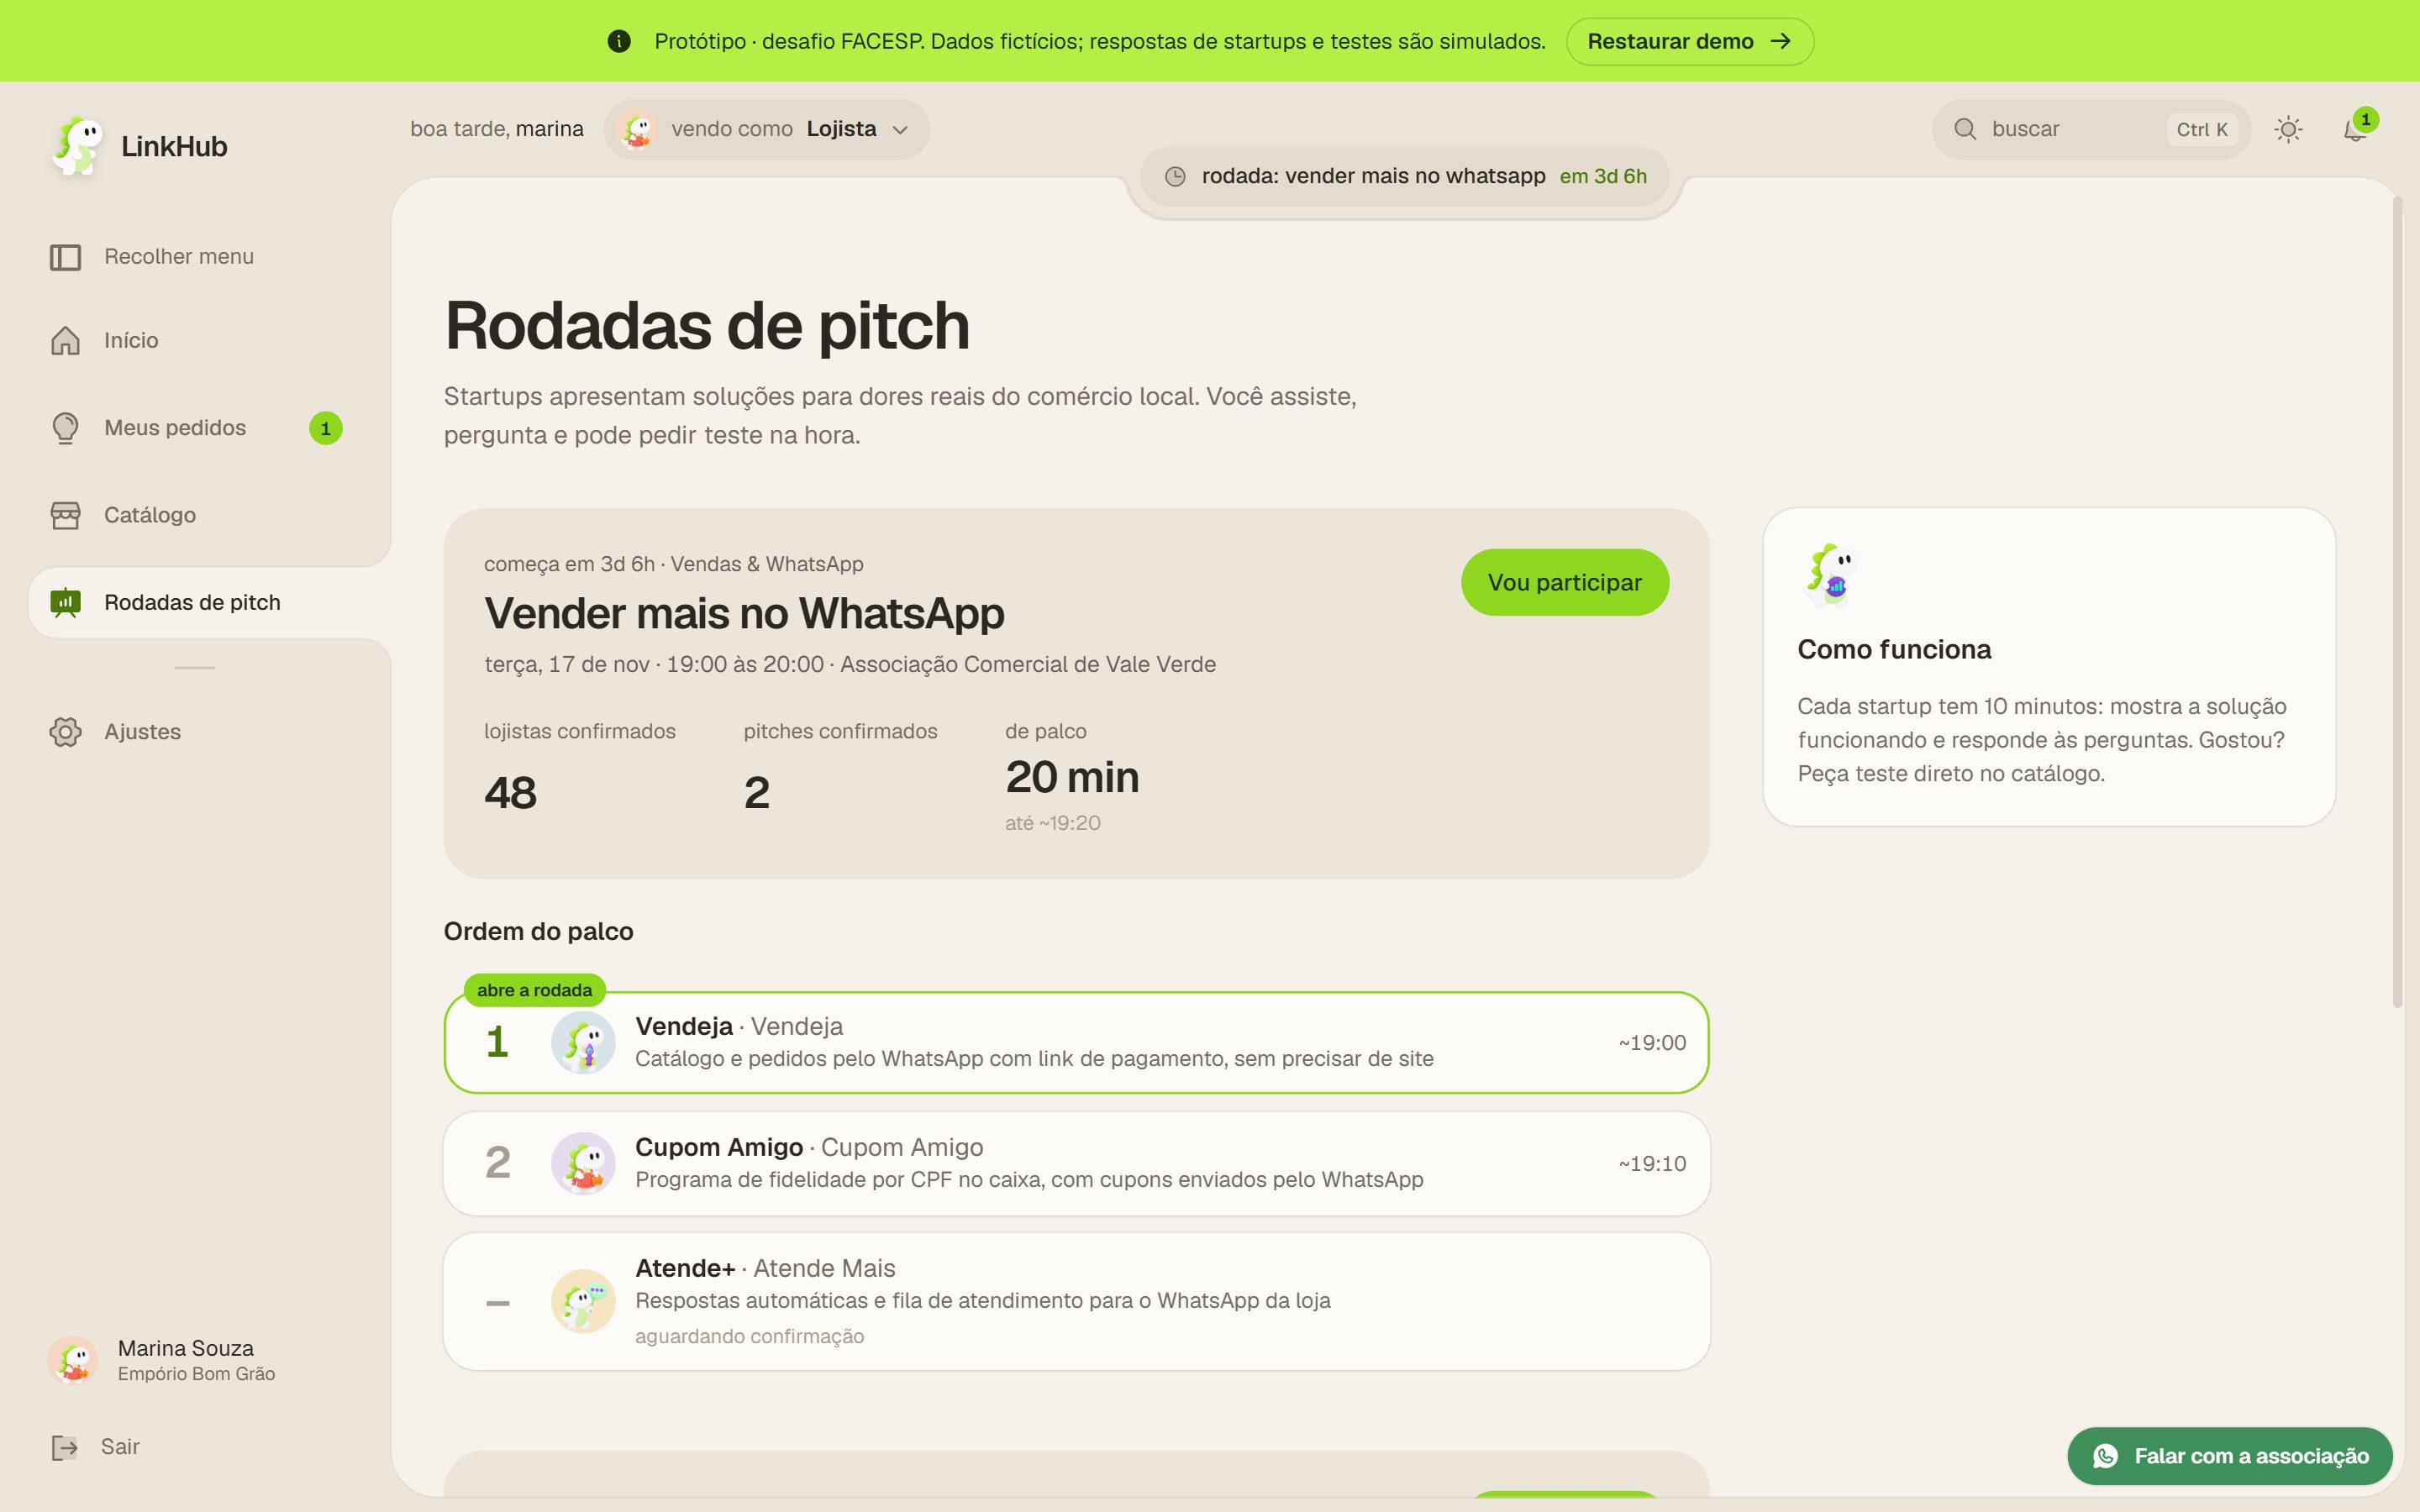 Protótipo · desafio FACESP. Dados fictícios; respostas de startups e testes são simulados.
Restaurar demo
LinkHub
boa tarde, marina
vendo como Lojista
buscar
Ctrl K
1
rodada: vender mais no whatsapp em 3d 6h
Recolher menu
Início
Meus pedidos
1
Catálogo
Rodadas de pitch
Ajustes
Marina Souza
Empório Bom Grão
Sair
Rodadas de pitch
Startups apresentam soluções para dores reais do comércio local. Você assiste,
pergunta e pode pedir teste na hora.
começa em 3d 6h · Vendas & WhatsApp
Vender mais no WhatsApp
terça, 17 de nov · 19:00 às 20:00 · Associação Comercial de Vale Verde
Vou participar
lojistas confirmados
48
pitches confirmados
2
de palco
20 min
até ~19:20
Como funciona
Cada startup tem 10 minutos: mostra a solução
funcionando e responde às perguntas. Gostou?
Peça teste direto no catálogo.
Ordem do palco
abre a rodada
1
Vendeja · Vendeja
Catálogo e pedidos pelo WhatsApp com link de pagamento, sem precisar de site
~19:00
2
Cupom Amigo · Cupom Amigo
Programa de fidelidade por CPF no caixa, com cupons enviados pelo WhatsApp
~19:10
–
Atende+ · Atende Mais
Respostas automáticas e fila de atendimento para o WhatsApp da loja
aguardando confirmação
Falar com a associação